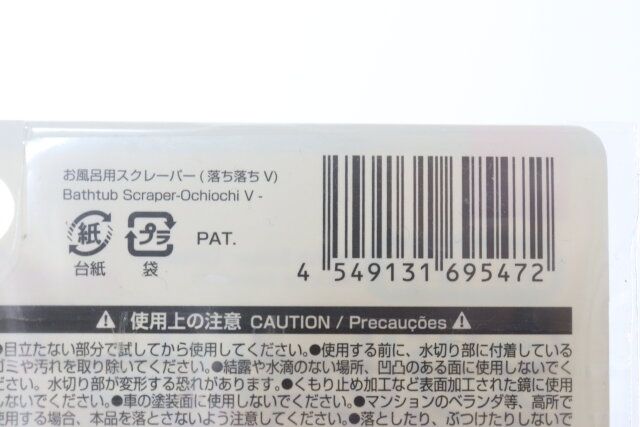 お風呂用スクレーパー(落ち落ちV)
Bathtub Scraper-Ochiochi V -
紙 プラ PAT.
台紙 袋
4 549131 695472
使用上の注意 CAUTION / Precauções
●目立たない部分で試してから使用してください。●使用する前に、水切り部に付着している
ゴミや汚れを取り除いてください。●結露や水滴のない場所、凹凸のある面に使用しないでく
ださい。水切り部が変形する恐れがあります。●くもり止め加工など表面加工された鏡に使用
しないでください。●車の塗装面に使用しないでください。●マンションのベランダ等、高所で
使用する場合、本品を落とさないよう注意してください。●落としたり、ぶつけたりしないで